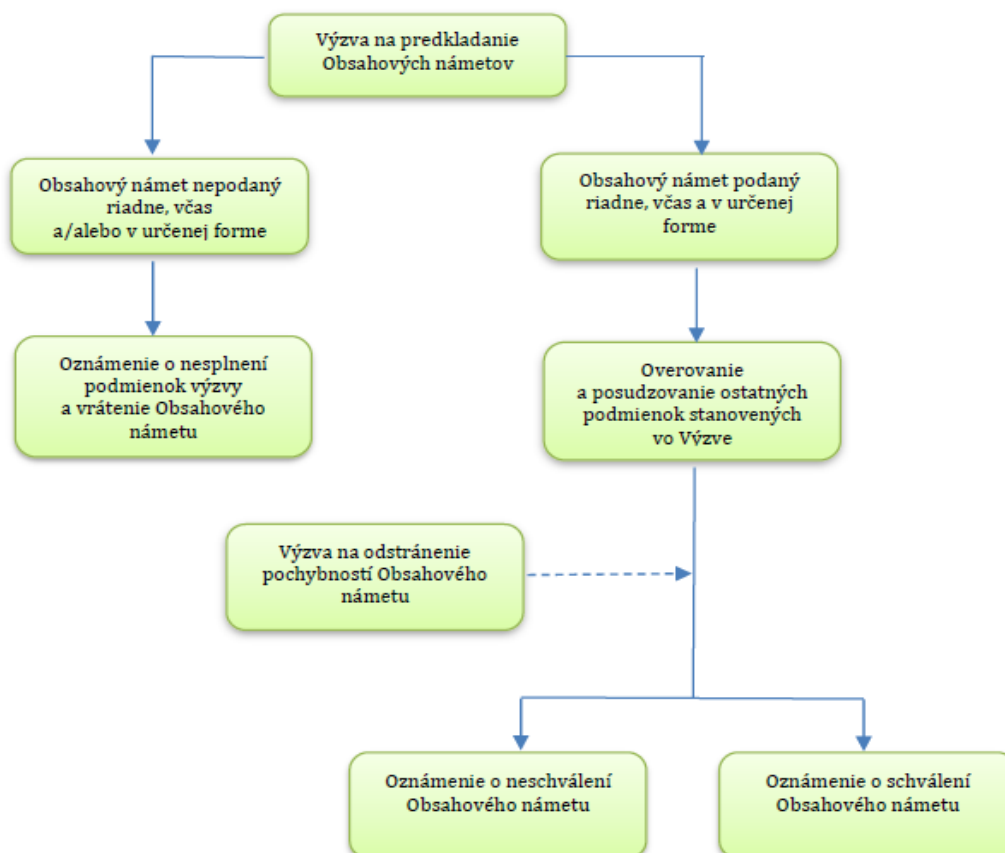 Výzva na predkladanie
Obsahových námetov
Obsahový námet nepodaný
riadne, včas
a/alebo v určenej forme
Obsahový námet podaný
riadne, včas a v určenej
forme
Oznámenie o nesplnení
podmienok výzvy
a vrátenie Obsahového
námetu
Overovanie
a posudzovanie ostatných
podmienok stanovených
vo Výzve
Výzva na odstránenie
pochybností Obsahového
námetu
Oznámenie o neschválení
Obsahového námetu
Oznámenie o schválení
Obsahového námetu